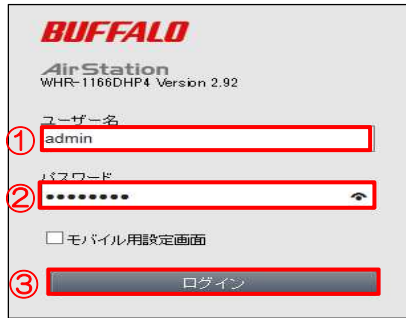 BUFFALO
AirStation
WHR-1166DHP4 Version 2.92
ユーザー名
① admin
パスワード
② ••••••••
モバイル用設定画面
③ ログイン